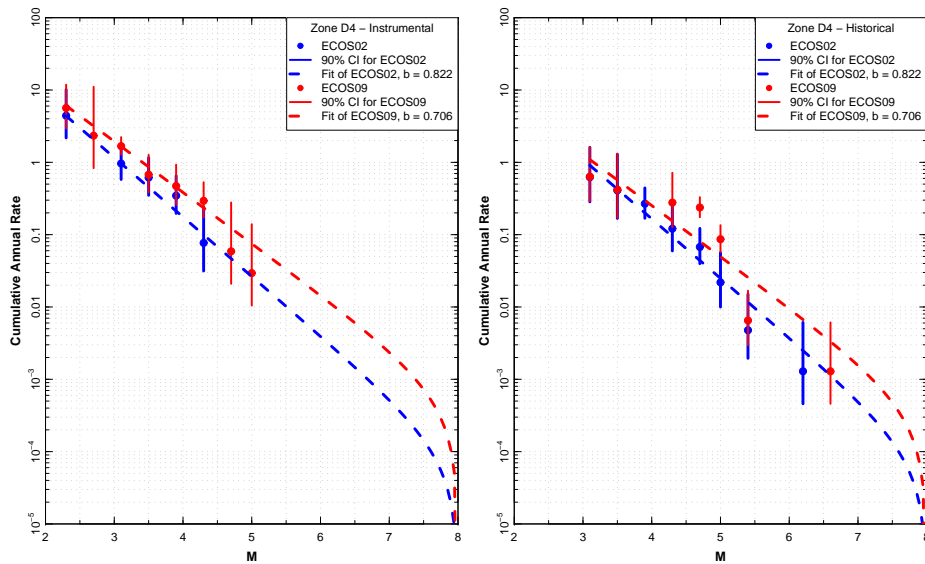 Zone D4 – Instrumental
ECOS02
90% CI for ECOS02
Fit of ECOS02, b = 0.822
ECOS09
90% CI for ECOS09
Fit of ECOS09, b = 0.706
Cumulative Annual Rate
100
10
1
0.1
0.01
10⁻³
10⁻⁴
10⁻⁵
2 3 4 5 6 7 8
M
Zone D4 – Historical
ECOS02
90% CI for ECOS02
Fit of ECOS02, b = 0.822
ECOS09
90% CI for ECOS09
Fit of ECOS09, b = 0.706
Cumulative Annual Rate
100
10
1
0.1
0.01
10⁻³
10⁻⁴
10⁻⁵
2 3 4 5 6 7 8
M